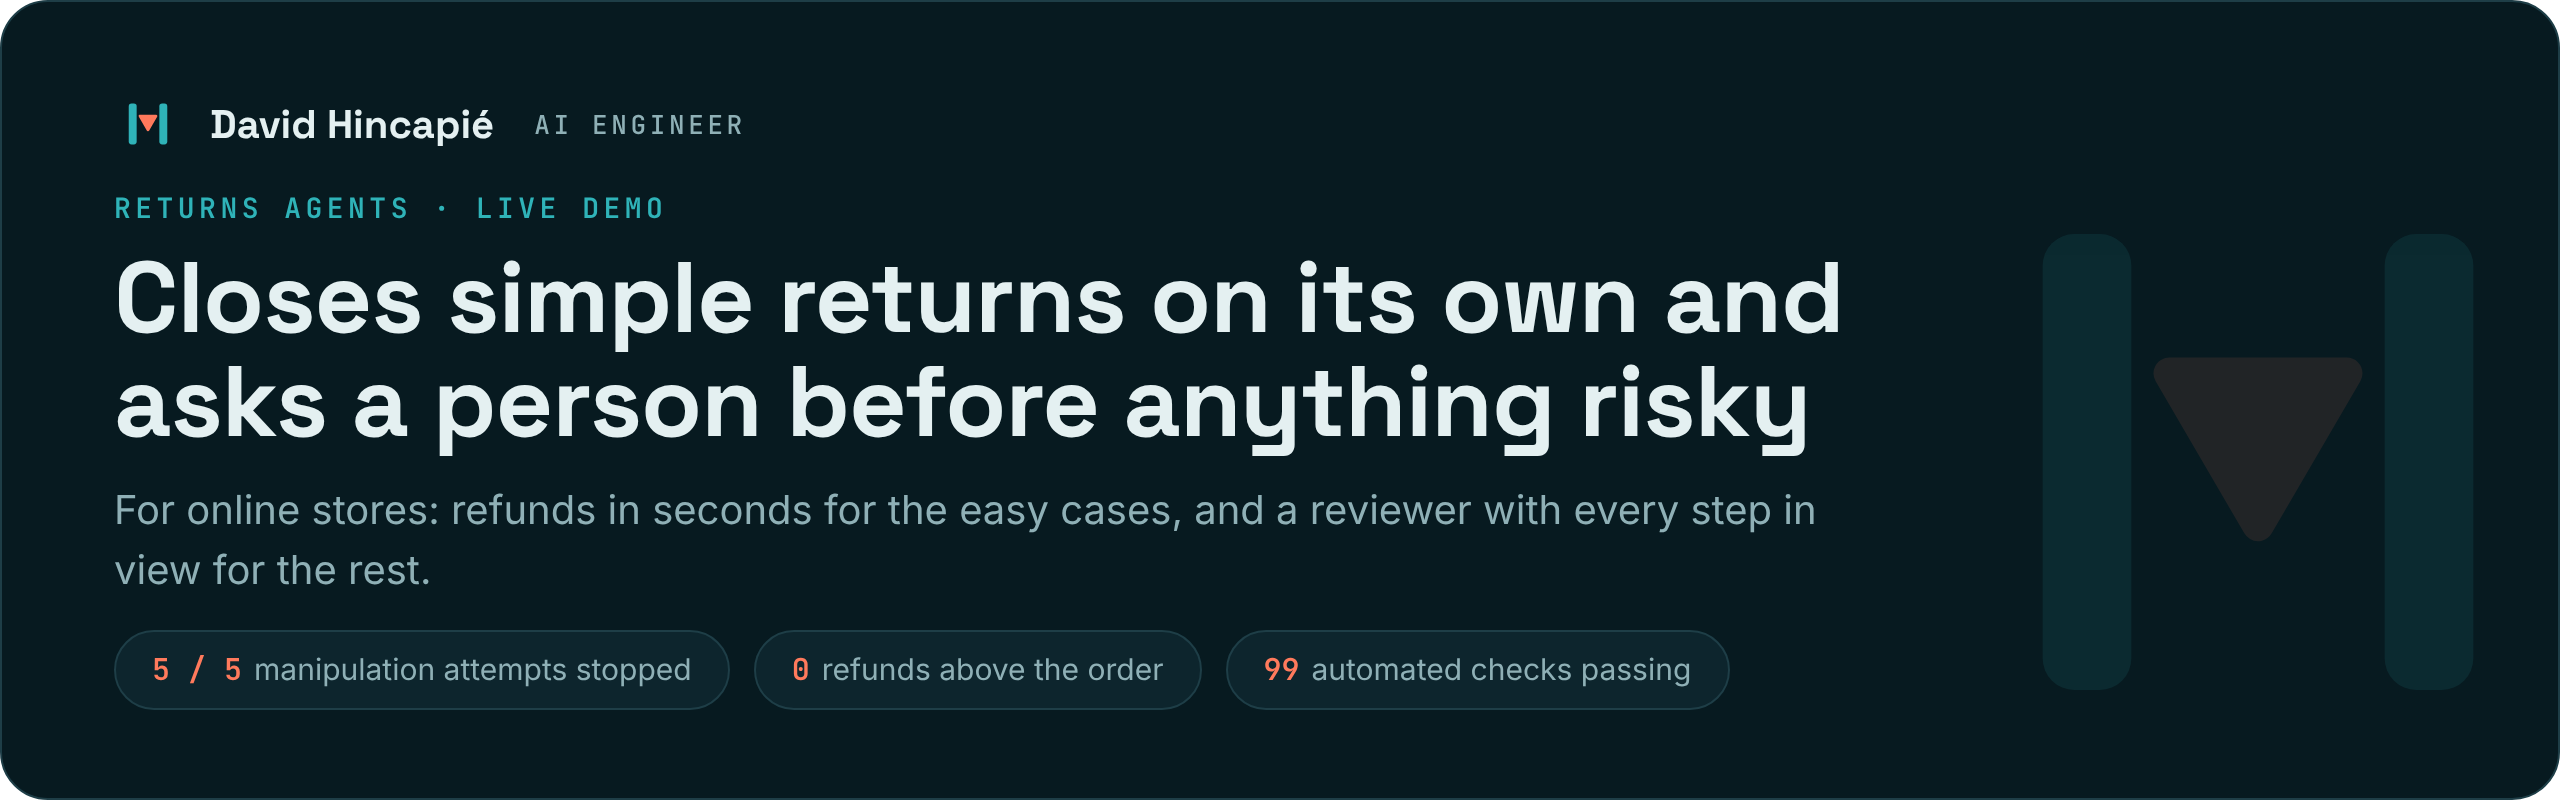 David Hincapié AI ENGINEER
RETURNS AGENTS · LIVE DEMO
Closes simple returns on its own and
asks a person before anything risky
For online stores: refunds in seconds for the easy cases, and a reviewer with every step in
view for the rest.
5 / 5 manipulation attempts stopped 0 refunds above the order 99 automated checks passing